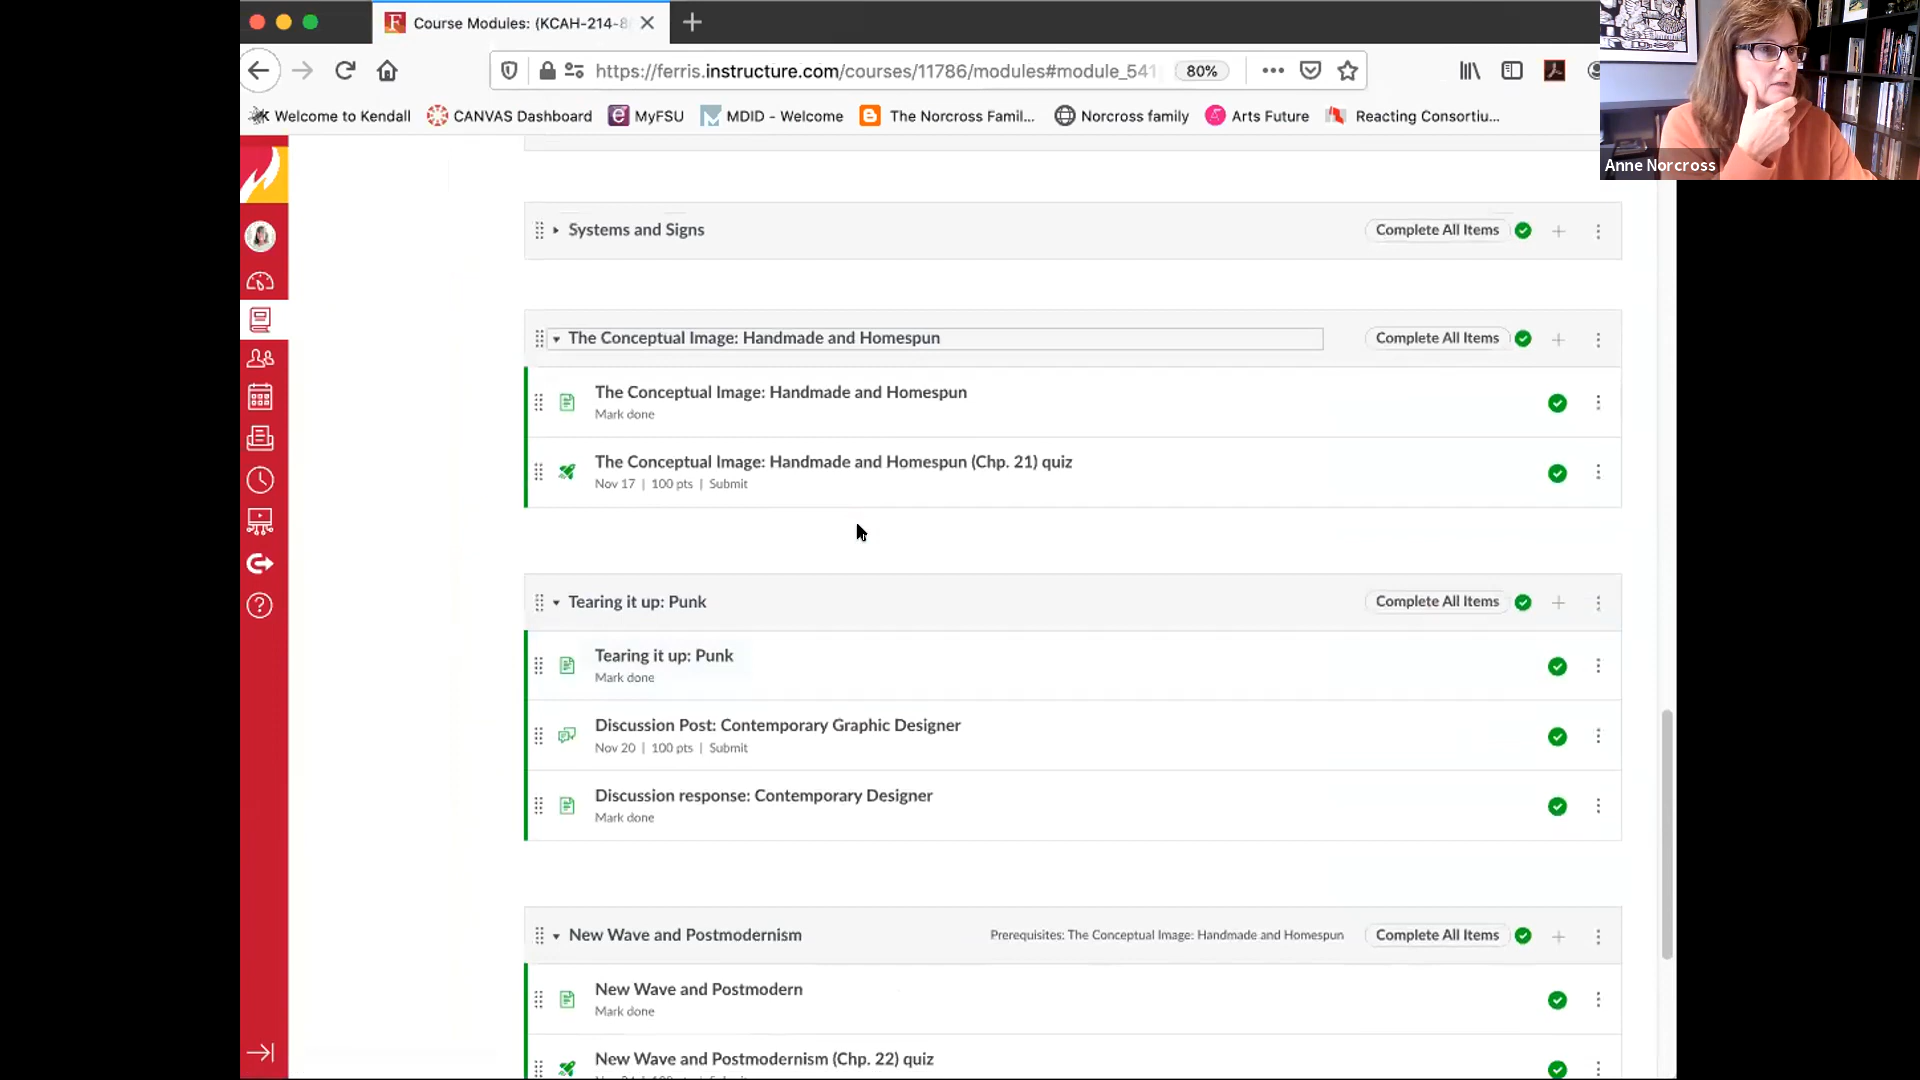 Course Modules: (KCAH-214-8
https://ferris.instructure.com/courses/11786/modules#module_541
80%
Welcome to Kendall
CANVAS Dashboard
MyFSU
MDID - Welcome
The Norcross Famil...
Norcross family
Arts Future
Reacting Consortiu...
Anne Norcross
Systems and Signs
Complete All Items
The Conceptual Image: Handmade and Homespun
Complete All Items
The Conceptual Image: Handmade and Homespun
Mark done
The Conceptual Image: Handmade and Homespun (Chp. 21) quiz
Nov 17 | 100 pts | Submit
Tearing it up: Punk
Complete All Items
Tearing it up: Punk
Mark done
Discussion Post: Contemporary Graphic Designer
Nov 20 | 100 pts | Submit
Discussion response: Contemporary Designer
Mark done
New Wave and Postmodernism
Prerequisites: The Conceptual Image: Handmade and Homespun
Complete All Items
New Wave and Postmodern
Mark done
New Wave and Postmodernism (Chp. 22) quiz